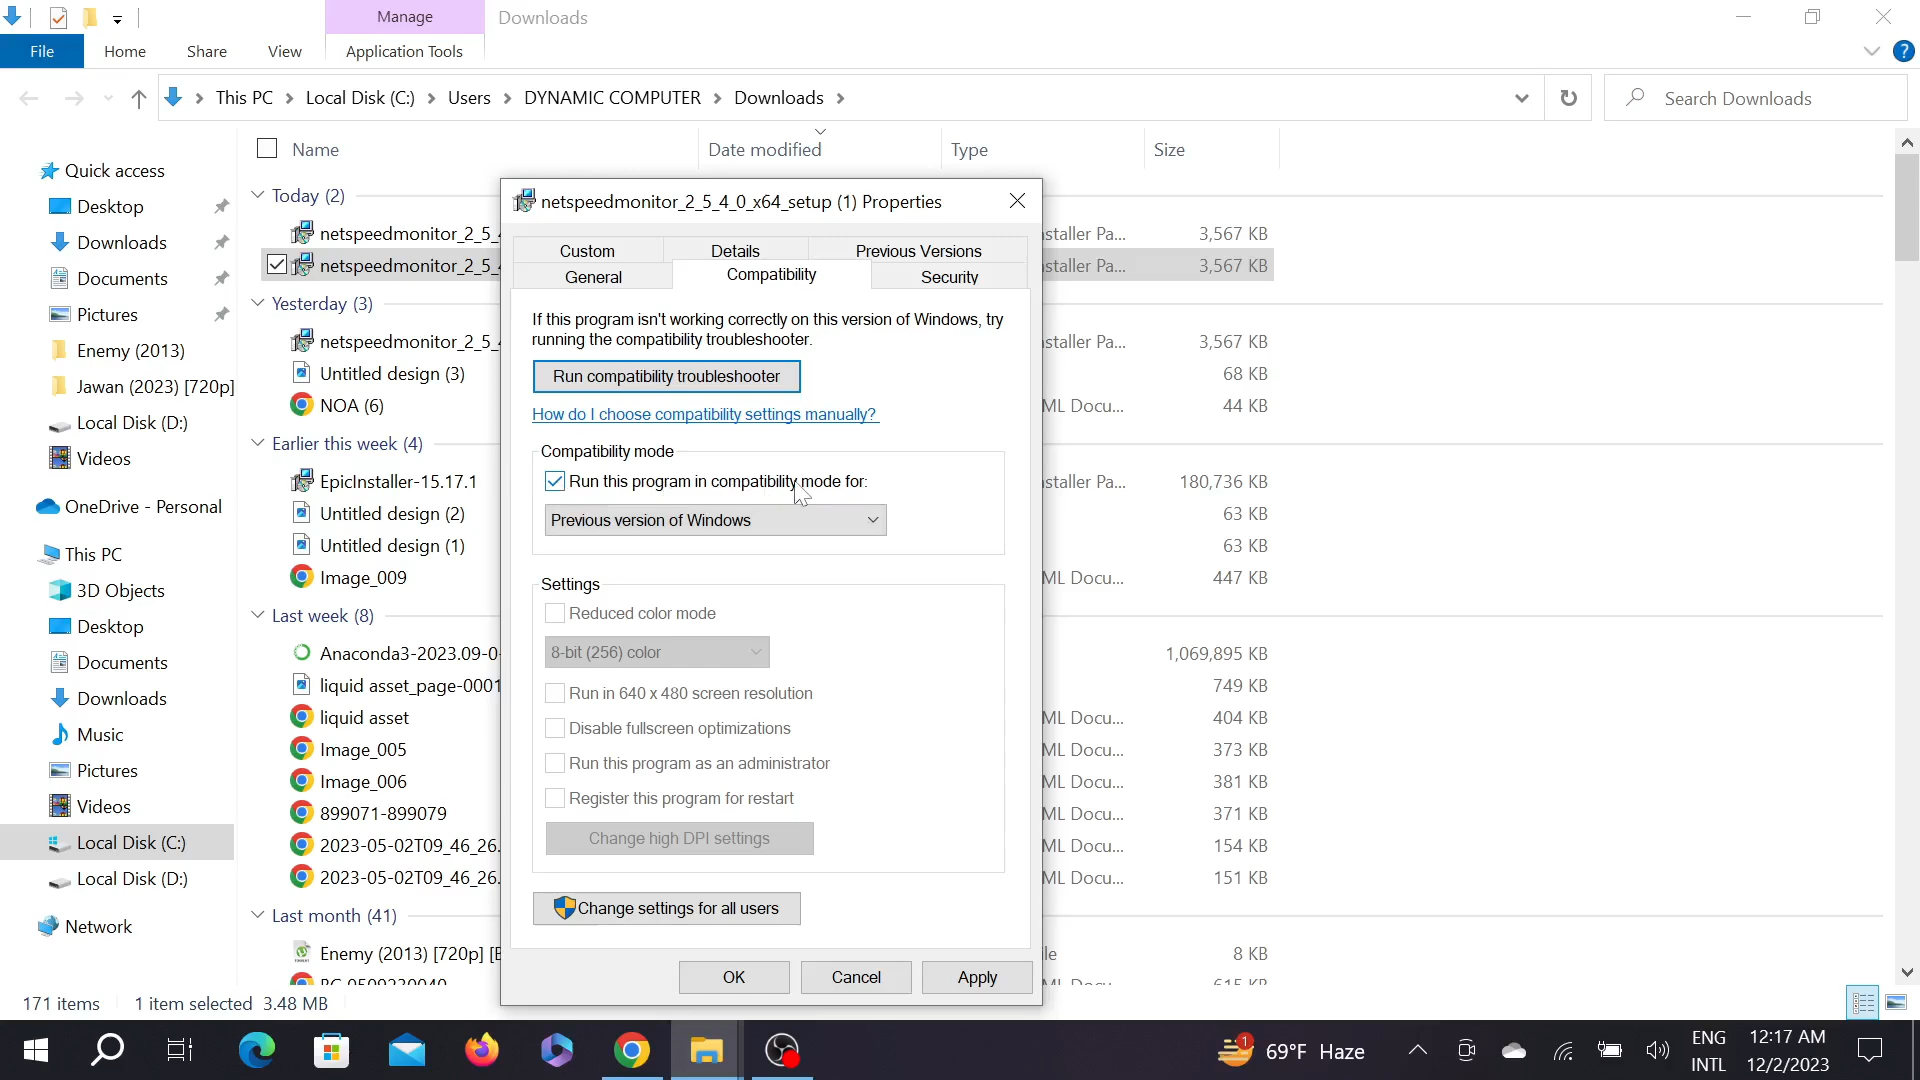 Manage
Downloads
File
Home
Share
View
Application Tools
This PC
Local Disk (C:)
Users
DYNAMIC COMPUTER
Downloads
Search Downloads
Name
Date modified
Type
Size
Quick access
Desktop
Downloads
Documents
Pictures
Enemy (2013)
Jawan (2023) [720p]
Local Disk (D:)
Videos
OneDrive - Personal
This PC
3D Objects
Desktop
Documents
Downloads
Music
Pictures
Videos
Local Disk (C:)
Local Disk (D:)
Network
Today (2)
netspeedmonitor_2_5_4
staller Pa...
3,567 KB
netspeedmonitor_2_5_4
staller Pa...
3,567 KB
Yesterday (3)
netspeedmonitor_2_5_4
staller Pa...
3,567 KB
Untitled design (3)
68 KB
NOA (6)
ML Docu...
44 KB
Earlier this week (4)
EpicInstaller-15.17.1
staller Pa...
180,736 KB
Untitled design (2)
63 KB
Untitled design (1)
63 KB
Image_009
ML Docu...
447 KB
Last week (8)
Anaconda3-2023.09-0-
1,069,895 KB
liquid asset_page-0001
749 KB
liquid asset
ML Docu...
404 KB
Image_005
ML Docu...
373 KB
Image_006
ML Docu...
381 KB
899071-899079
ML Docu...
371 KB
2023-05-02T09_46_26.
ML Docu...
154 KB
2023-05-02T09_46_26.
ML Docu...
151 KB
Last month (41)
Enemy (2013) [720p] [B
le
8 KB
netspeedmonitor_2_5_4_0_x64_setup (1) Properties
Custom
Details
Previous Versions
General
Compatibility
Security
If this program isn't working correctly on this version of Windows, try
running the compatibility troubleshooter.
Run compatibility troubleshooter
How do I choose compatibility settings manually?
Compatibility mode
Run this program in compatibility mode for:
Previous version of Windows
Settings
Reduced color mode
8-bit (256) color
Run in 640 x 480 screen resolution
Disable fullscreen optimizations
Run this program as an administrator
Register this program for restart
Change high DPI settings
Change settings for all users
OK
Cancel
Apply
171 items
1 item selected
3.48 MB
1
69°F Haze
ENG
INTL
12:17 AM
12/2/2023